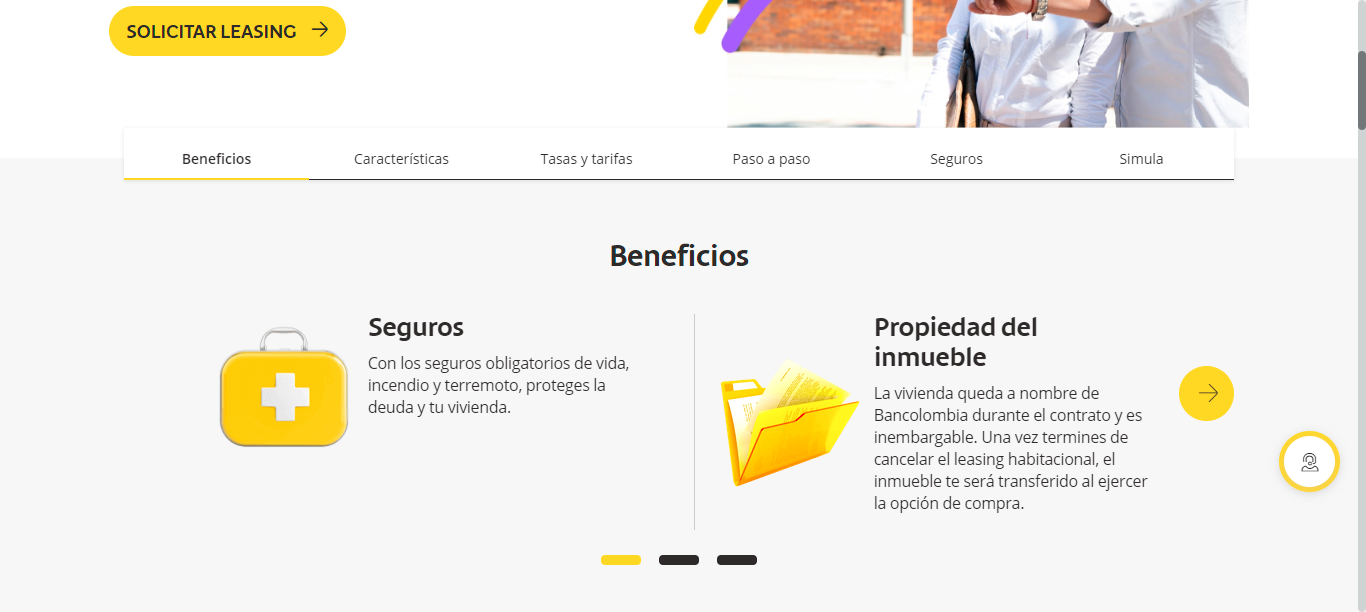 SOLICITAR LEASING
Beneficios
Características
Tasas y tarifas
Paso a paso
Seguros
Simula
Beneficios
Seguros
Con los seguros obligatorios de vida,
incendio y terremoto, proteges la
deuda y tu vivienda.
Propiedad del
inmueble
La vivienda queda a nombre de
Bancolombia durante el contrato y es
inembargable. Una vez termines de
cancelar el leasing habitacional, el
inmueble te será transferido al ejercer
la opción de compra.